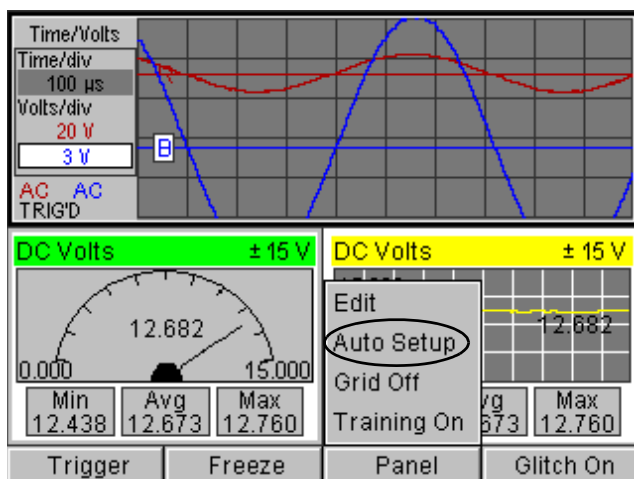 Time/Volts
Time/div
100 µs
Volts/div
20 V
3 V
AC AC
TRIG'D
B
DC Volts ± 15 V
12.682
0.000 15.000
Min Avg Max
12.438 12.673 12.760
DC Volts ± 15 V
12.682
Edit
Auto Setup
Grid Off
Training On
vg Max
673 12.760
Trigger Freeze Panel Glitch On